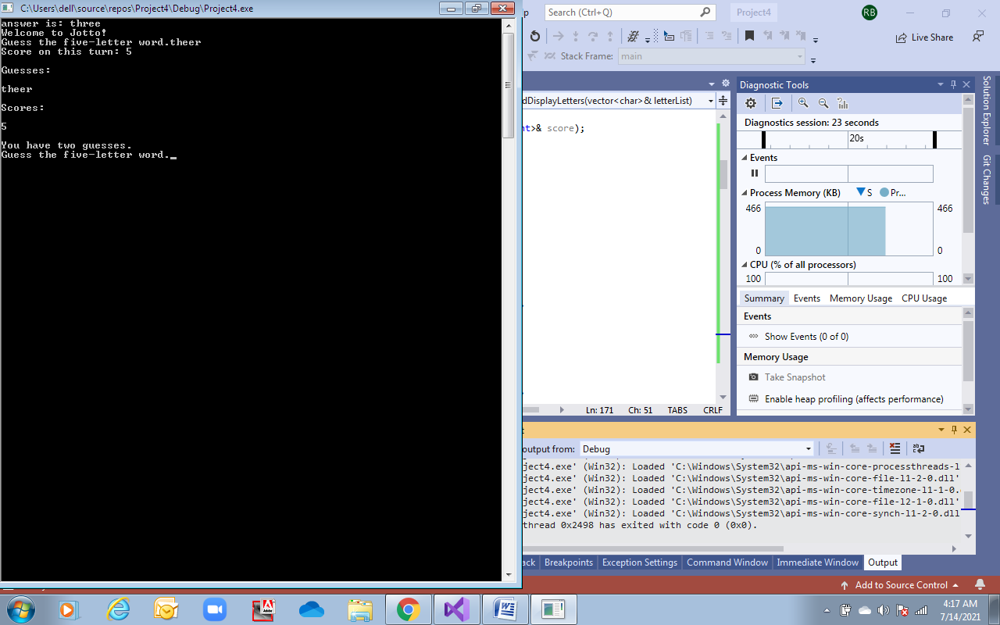 C:\Users\dell\source\repos\Project4\Debug\Project4.exe
answer is: three
Welcome to Jotto!
Guess the five-letter word.theer
Score on this turn: 5
Guesses:
theer
Scores:
5
You have two guesses.
Guess the five-letter word.
p
Search (Ctrl+Q)
Project4
RB
Live Share
Stack Frame:
main
dDisplayLetters(vector<char>& letterList)
nt>& score);
Ln: 171
Ch: 51
TABS
CRLF
Diagnostic Tools
Diagnostics session: 23 seconds
20s
Events
Process Memory (KB)
S
Pr...
466
466
0
0
CPU (% of all processors)
100
100
Summary
Events
Memory Usage
CPU Usage
Events
Show Events (0 of 0)
Memory Usage
Take Snapshot
Enable heap profiling (affects performance)
Solution Explorer
Git Changes
t
output from:
Debug
ject4.exe' (Win32): Loaded 'C:\Windows\System32\api-ms-win-core-processthreads-l
ject4.exe' (Win32): Loaded 'C:\Windows\System32\api-ms-win-core-file-l1-2-0.dll'
ject4.exe' (Win32): Loaded 'C:\Windows\System32\api-ms-win-core-timezone-l1-1-0.
ject4.exe' (Win32): Loaded 'C:\Windows\System32\api-ms-win-core-file-l2-1-0.dll'
ject4.exe' (Win32): Loaded 'C:\Windows\System32\api-ms-win-core-synch-l1-2-0.dll
thread 0x2498 has exited with code 0 (0x0).
ack
Breakpoints
Exception Settings
Command Window
Immediate Window
Output
Add to Source Control
4:17 AM
7/14/2021